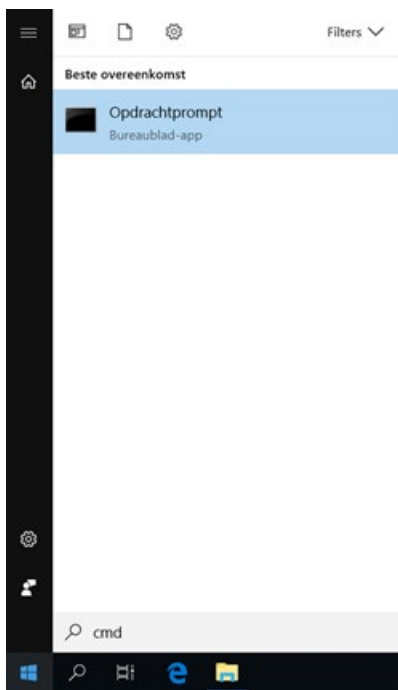 Filters
Beste overeenkomst
Opdrachtprompt
Bureaublad-app
cmd